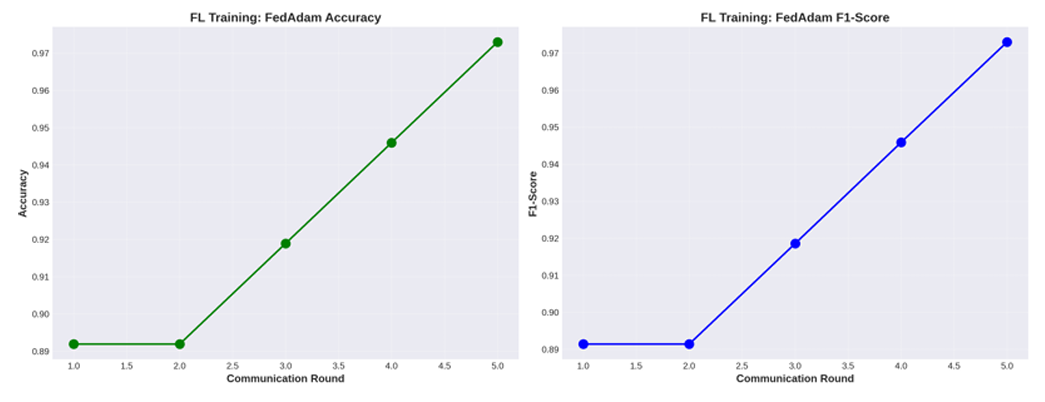 FL Training: FedAdam Accuracy
Accuracy
0.97
0.96
0.95
0.94
0.93
0.92
0.91
0.90
0.89
1.0 1.5 2.0 2.5 3.0 3.5 4.0 4.5 5.0
Communication Round
FL Training: FedAdam F1-Score
F1-Score
0.97
0.96
0.95
0.94
0.93
0.92
0.91
0.90
0.89
1.0 1.5 2.0 2.5 3.0 3.5 4.0 4.5 5.0
Communication Round